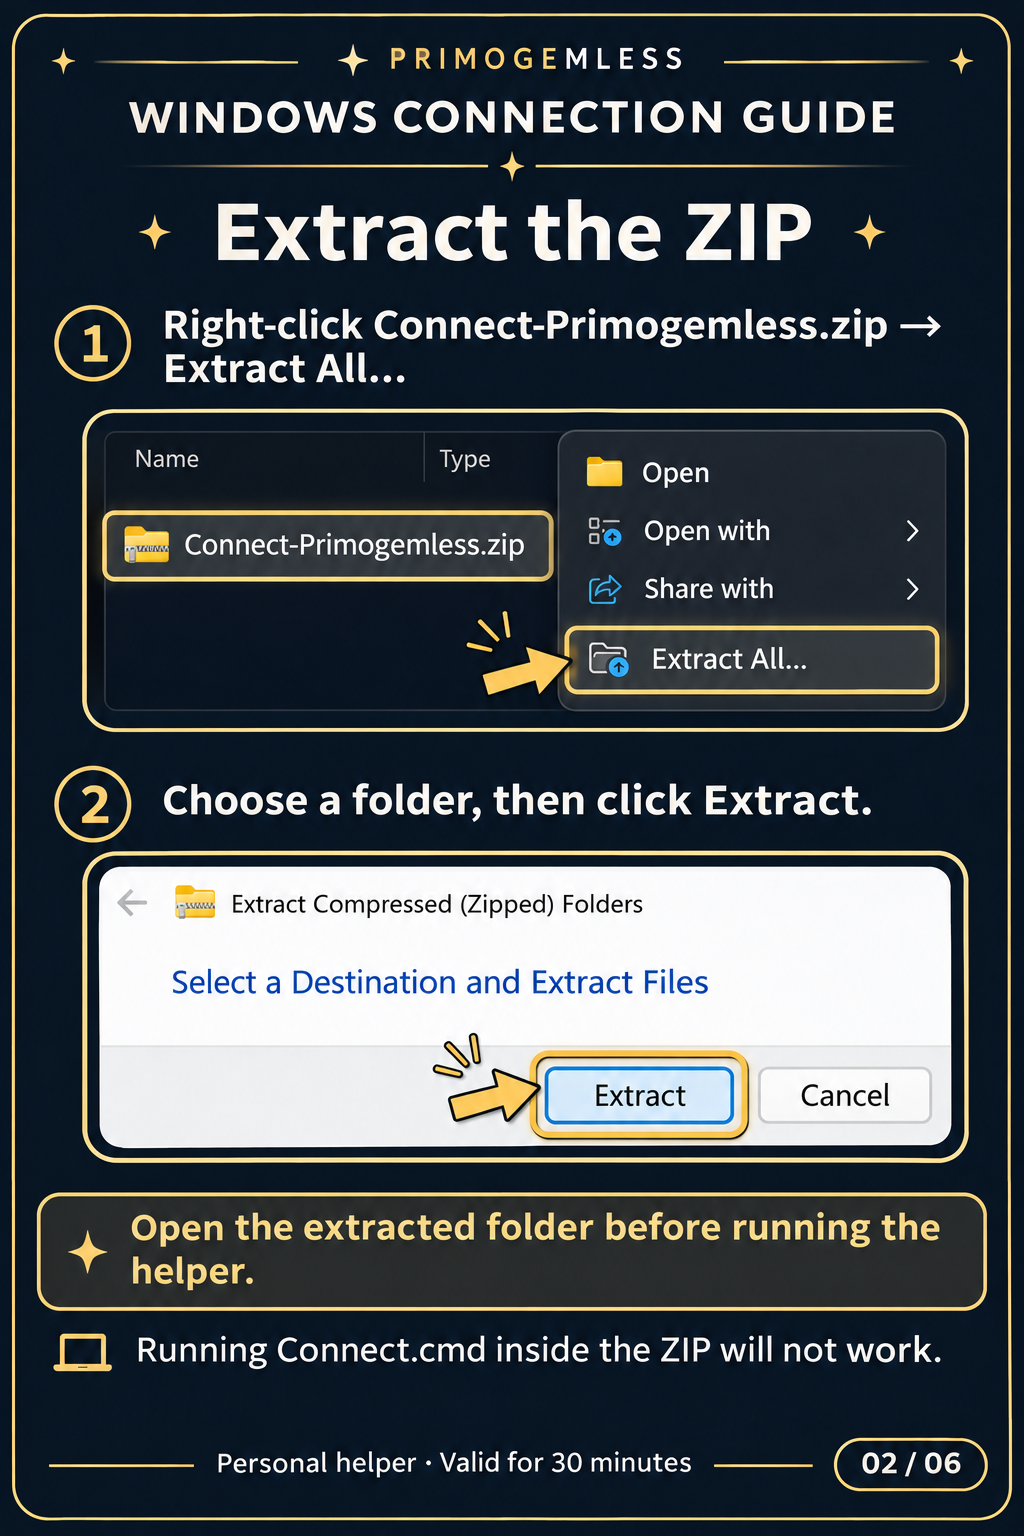 PRIMOGEMLESS
WINDOWS CONNECTION GUIDE
Extract the ZIP
1
Right-click Connect-Primogemless.zip →
Extract All...
Name
Type
Connect-Primogemless.zip
Open
Open with
Share with
Extract All...
2
Choose a folder, then click Extract.
Extract Compressed (Zipped) Folders
Select a Destination and Extract Files
Extract
Cancel
Open the extracted folder before running the
helper.
Running Connect.cmd inside the ZIP will not work.
Personal helper · Valid for 30 minutes
02 / 06